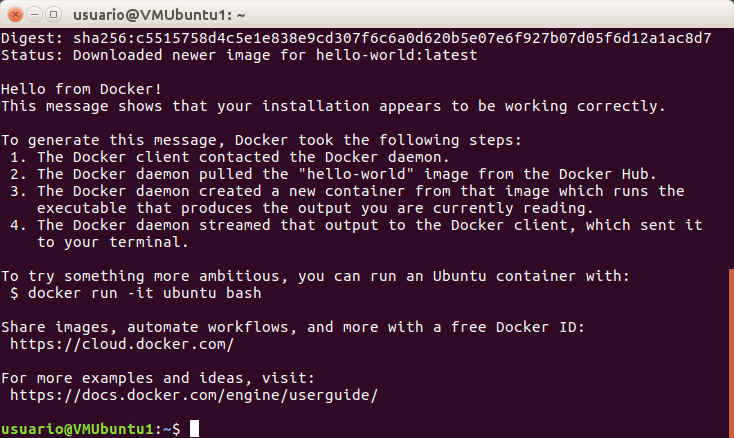 usuario@VMUbuntu1: ~
Digest: sha256:c5515758d4c5e1e838e9cd307f6c6a0d620b5e07e6f927b07d05f6d12a1ac8d7
Status: Downloaded newer image for hello-world:latest
Hello from Docker!
This message shows that your installation appears to be working correctly.
To generate this message, Docker took the following steps:
1. The Docker client contacted the Docker daemon.
2. The Docker daemon pulled the "hello-world" image from the Docker Hub.
3. The Docker daemon created a new container from that image which runs the
executable that produces the output you are currently reading.
4. The Docker daemon streamed that output to the Docker client, which sent it
to your terminal.
To try something more ambitious, you can run an Ubuntu container with:
$ docker run -it ubuntu bash
Share images, automate workflows, and more with a free Docker ID:
https://cloud.docker.com/
For more examples and ideas, visit:
https://docs.docker.com/engine/userguide/
usuario@VMUbuntu1:~$